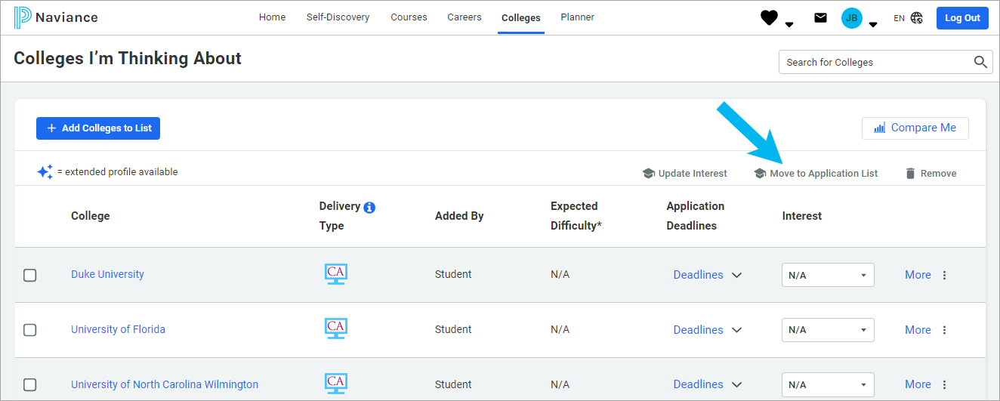 Naviance Home Self-Discovery Courses Careers Colleges Planner JB EN Log Out
Colleges I'm Thinking About
Search for Colleges
+ Add Colleges to List Compare Me
= extended profile available Update Interest Move to Application List Remove
College Delivery Type Added By Expected Difficulty* Application Deadlines Interest
Duke University CA Student N/A Deadlines N/A More
University of Florida CA Student N/A Deadlines N/A More
University of North Carolina Wilmington CA Student N/A Deadlines N/A More